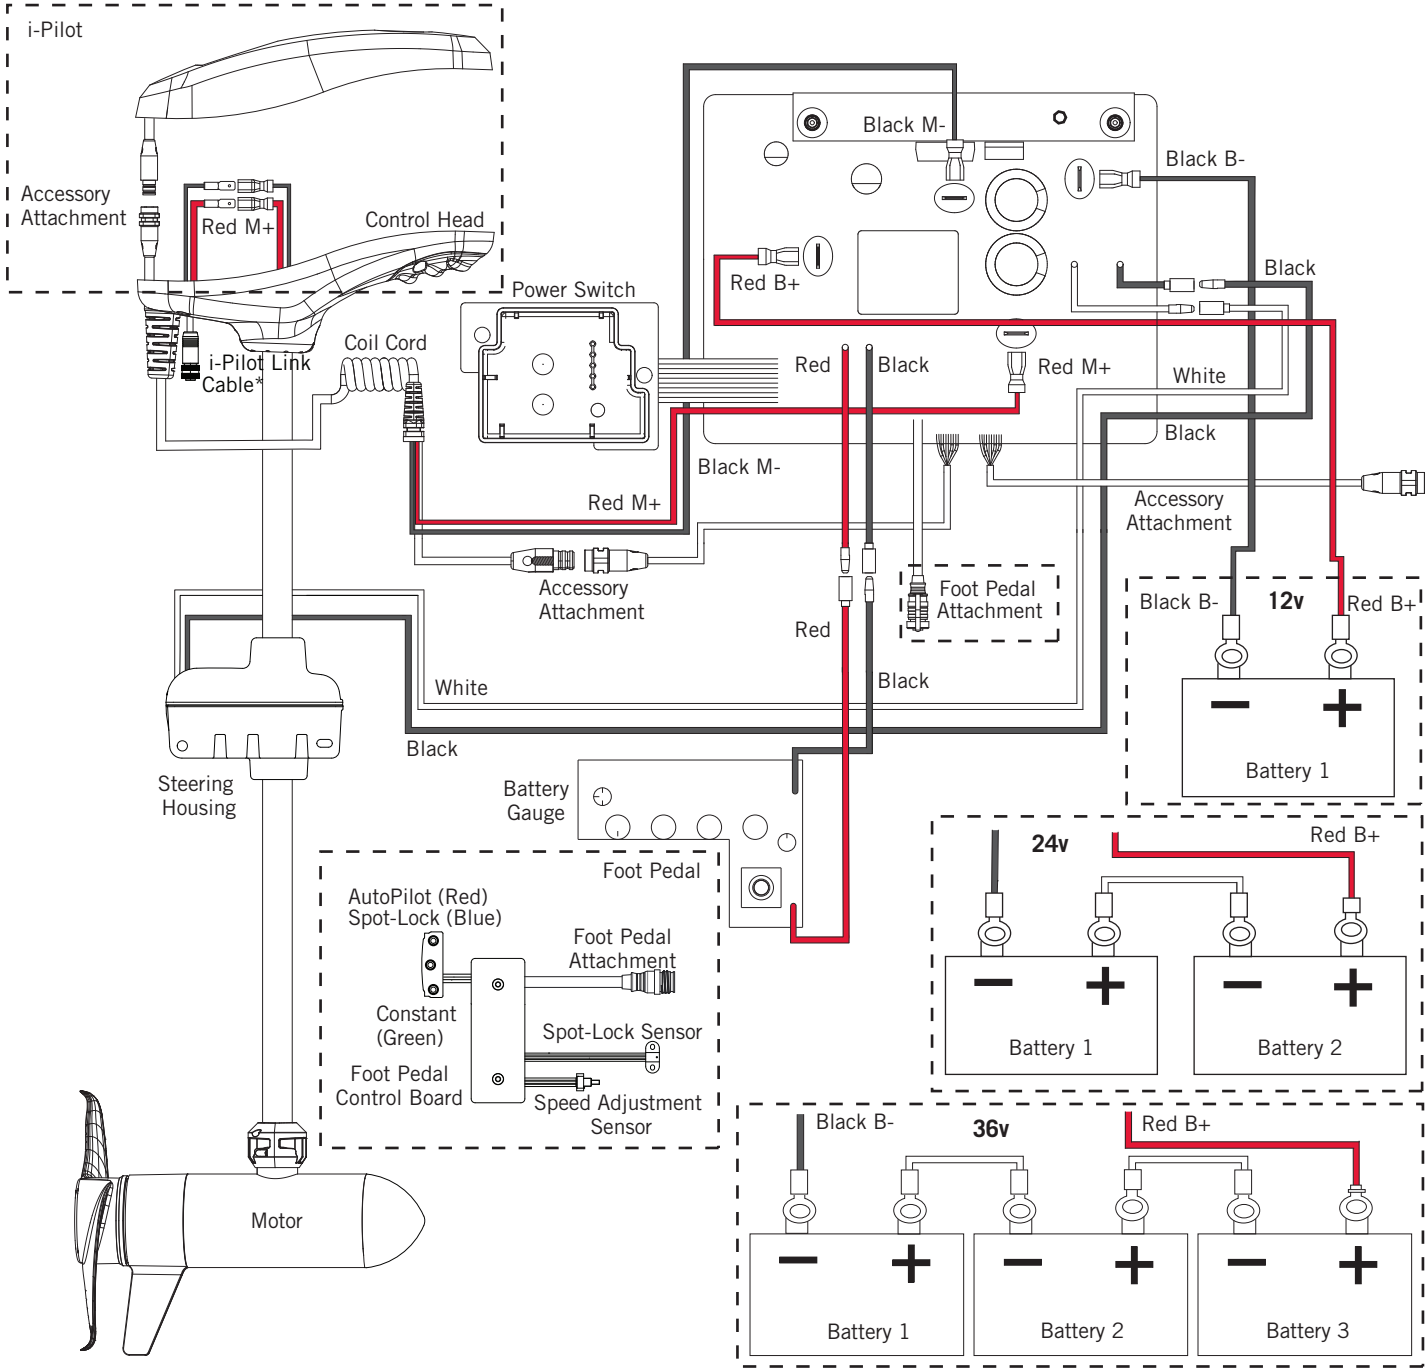 i-Pilot
Accessory
Attachment
Red M+
Control Head
i-Pilot Link
Cable*
Coil Cord
Power Switch
Black M-
Black B-
Red B+
Black
Red
Black
Red M+
White
Black
Black M-
Red M+
Accessory
Attachment
Accessory
Attachment
Foot Pedal
Attachment
Red
Black
White
Black
Steering
Housing
Battery
Gauge
Foot Pedal
Black B-
12v
Red B+
Battery 1
24v
Red B+
Battery 1
Battery 2
AutoPilot (Red)
Spot-Lock (Blue)
Foot Pedal
Attachment
Constant
(Green)
Spot-Lock Sensor
Foot Pedal
Control Board
Speed Adjustment
Sensor
Black B-
36v
Red B+
Battery 1
Battery 2
Battery 3
Motor